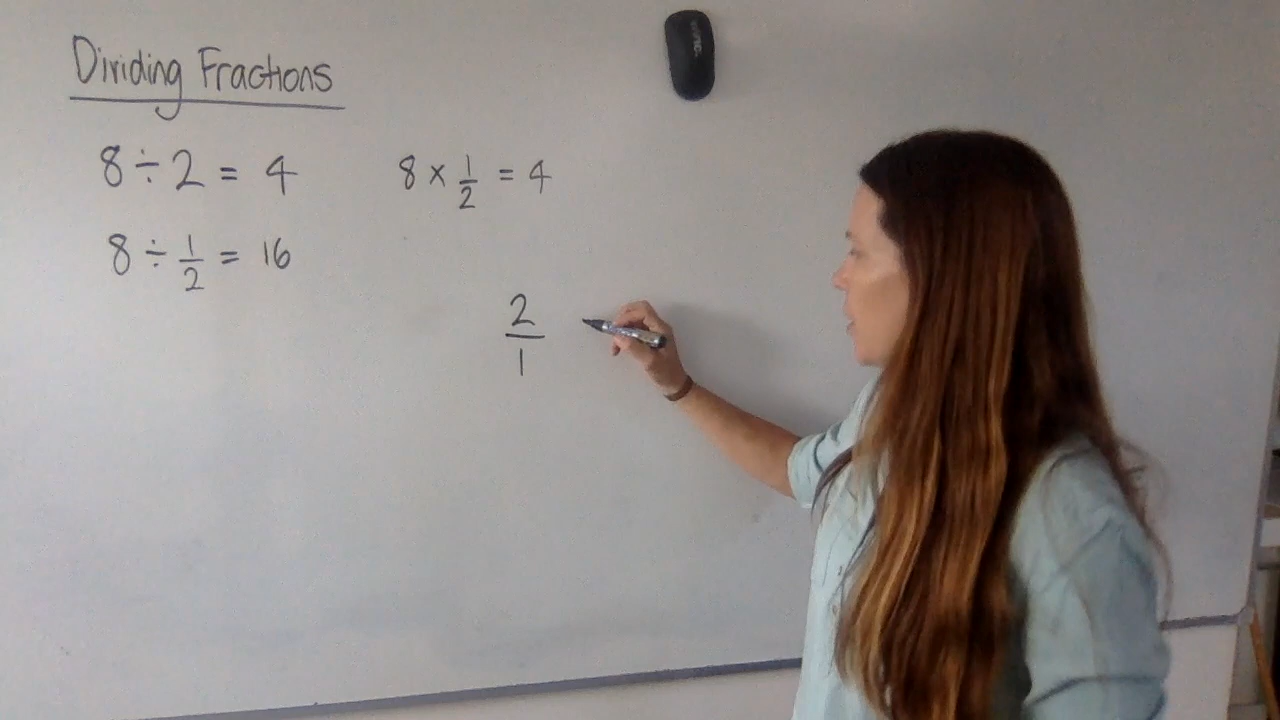 Dividing Fractions
8 ÷ 2 = 4
8 × 1/2 = 4
8 ÷ 1/2 = 16
2/1